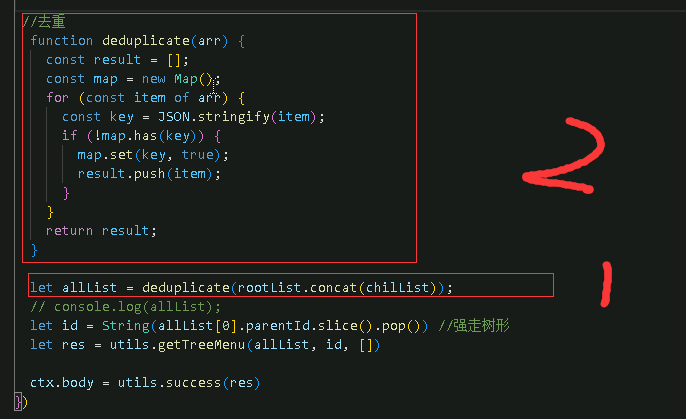 //去重
function deduplicate(arr) {
const result = [];
const map = new Map();
for (const item of arr) {
const key = JSON.stringify(item);
if (!map.has(key)) {
map.set(key, true);
result.push(item);
}
}
return result;
}
2
let allList = deduplicate(rootList.concat(chilList));
1
// console.log(allList);
let id = String(allList[0].parentId.slice().pop()) //强走树形
let res = utils.getTreeMenu(allList, id, [])
ctx.body = utils.success(res)
})